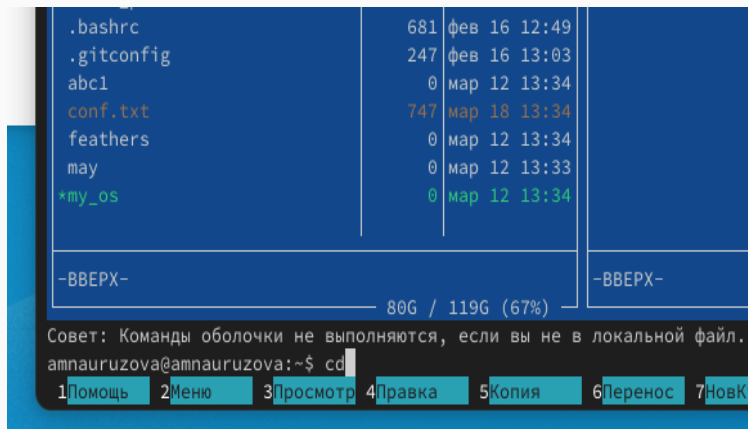 .bashrc 681 фев 16 12:49
.gitconfig 247 фев 16 13:03
abc1 0 мар 12 13:34
conf.txt 747 мар 18 13:34
feathers 0 мар 12 13:34
may 0 мар 12 13:33
*my_os 0 мар 12 13:34
-ВВЕРХ- -ВВЕРХ-
80G / 119G (67%)
Совет: Команды оболочки не выполняются, если вы не в локальной файл.
amnauruzova@amnauruzova:~$ cd
1Помощь 2Меню 3Просмотр 4Правка 5Копия 6Перенос 7НовК